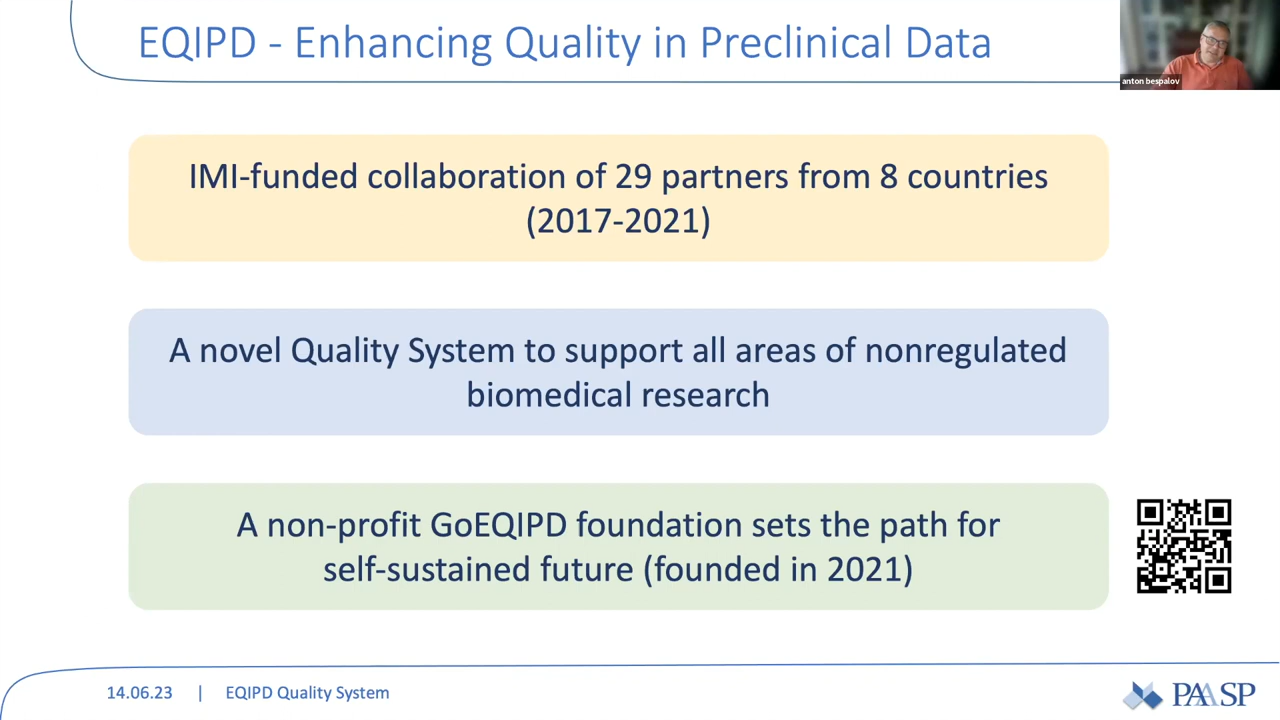 EQIPD - Enhancing Quality in Preclinical Data
anton bespalov
IMI-funded collaboration of 29 partners from 8 countries
(2017-2021)
A novel Quality System to support all areas of nonregulated
biomedical research
A non-profit GoEQIPD foundation sets the path for
self-sustained future (founded in 2021)
14.06.23 | EQIPD Quality System
PAASP